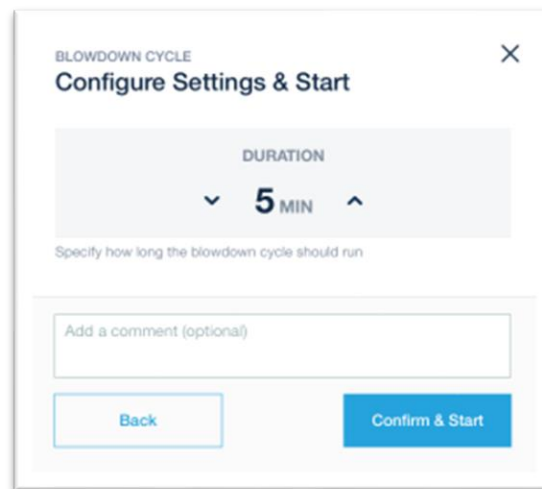 BLOWDOWN CYCLE
Configure Settings & Start
DURATION
5 MIN
Specify how long the blowdown cycle should run
Add a comment (optional)
Back
Confirm & Start